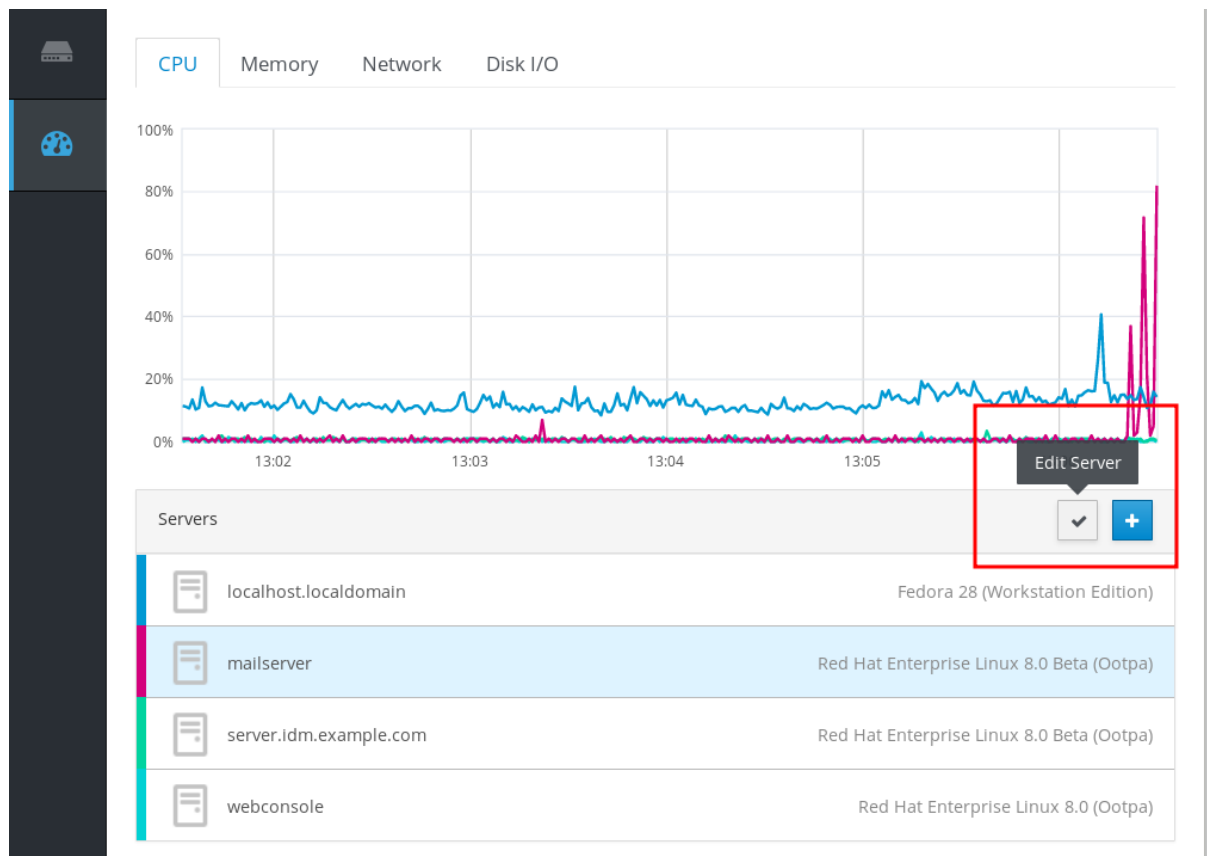 CPU Memory Network Disk I/O
100%
80%
60%
40%
20%
0%
13:02 13:03 13:04 13:05
Edit Server
Servers
localhost.localdomain Fedora 28 (Workstation Edition)
mailserver Red Hat Enterprise Linux 8.0 Beta (Ootpa)
server.idm.example.com Red Hat Enterprise Linux 8.0 Beta (Ootpa)
webconsole Red Hat Enterprise Linux 8.0 (Ootpa)